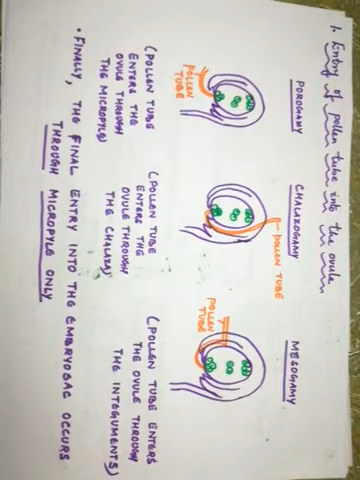 1. Entry of pollen tube into the ovule
POROGAMY
CHALAZOGAMY
MESOGAMY
POLLEN
TUBE
POLLEN TUBE
POLLEN
TUBE
(POLLEN TUBE
ENTERS THE
OVULE THROUGH
THE MICROPYLE)
(POLLEN TUBE
ENTERS THE
OVULE THROUGH
THE CHALAZA)
(POLLEN TUBE ENTERS
THE OVULE THROUGH
THE INTEGUMENTS)
• FINALLY, THE FINAL ENTRY INTO THE EMBRYOSAC OCCURS
THROUGH MICROPYLE ONLY